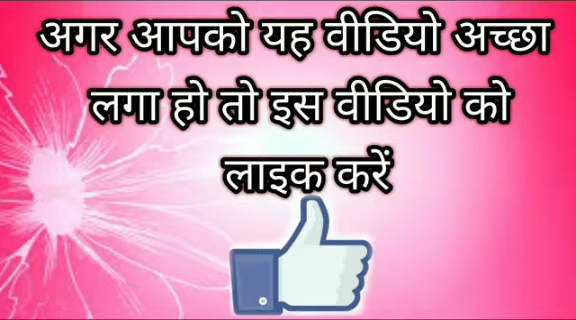 अगर आपको यह वीडियो अच्छा
लगा हो तो इस वीडियो को
लाइक करें